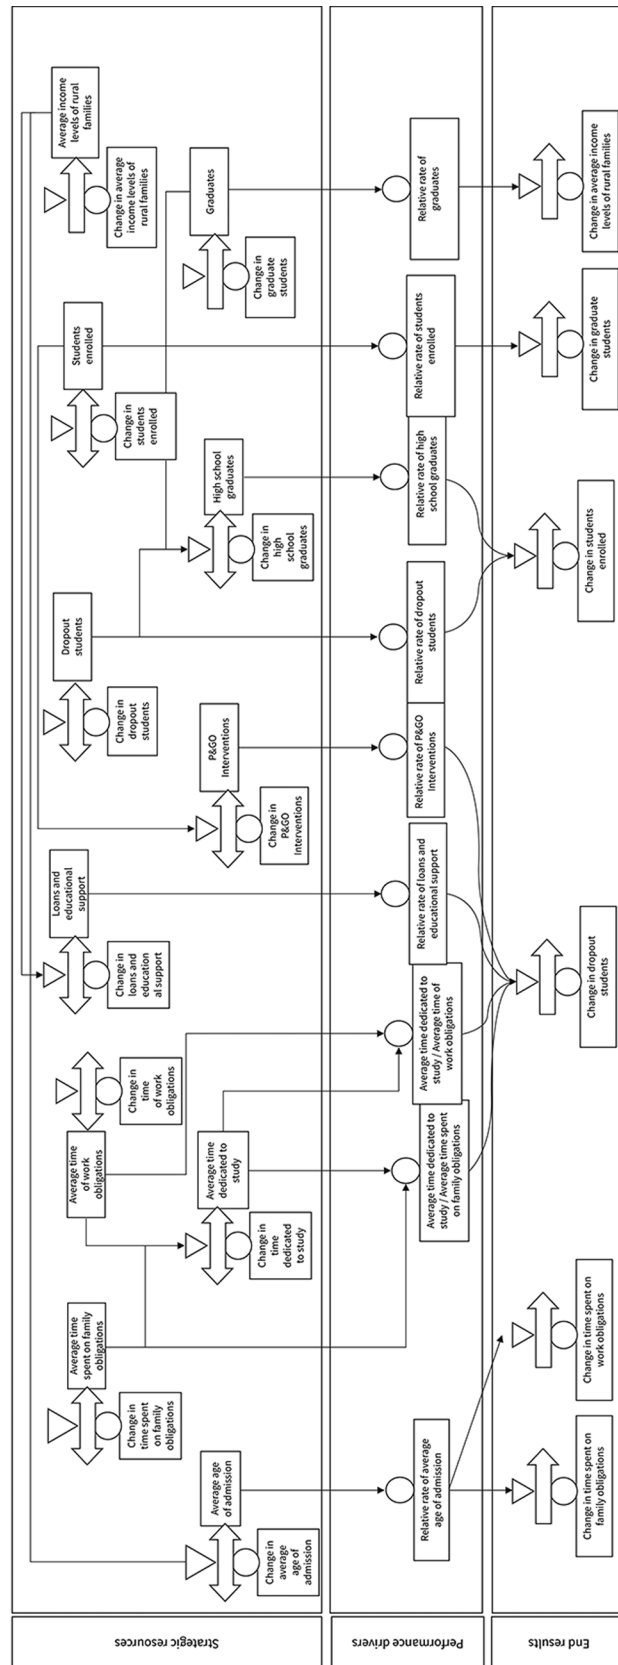 Strategic resources
Average income
levels of rural
families
Change in average
income levels of
rural families
Graduates
Change in
graduate
students
Students
enrolled
Change in
students
enrolled
High school
graduates
Change in
high
school
graduates
Dropout
students
Change in
dropout
students
P&GO
Interventions
Change in
P&GO
Interventions
Loans and
educational
support
Change in
loans and
education
al support
Average time
of work
obligations
Change in
time
of work
obligations
Average time
dedicated to
study
Change in
time
dedicated
to study
Average time
spent on family
obligations
Change in
time spent
on family
obligations
Average age
of admission
Change in
average
age of
admission
Performance drivers
Relative rate of
graduates
Relative rate of students
enrolled
Relative rate of high
school graduates
Relative rate of dropout
students
Relative rate of P&GO
Interventions
Relative rate of loans and
educational support
Average time dedicated to
study / Average time of
work obligations
Average time dedicated to
study / Average time spent
on family obligations
Relative rate of average
age of admission
End results
Change in average income
levels of rural families
Change in graduate
students
Change in students
enrolled
Change in dropout
students
Change in time spent on
work obligations
Change in time spent on
family obligations